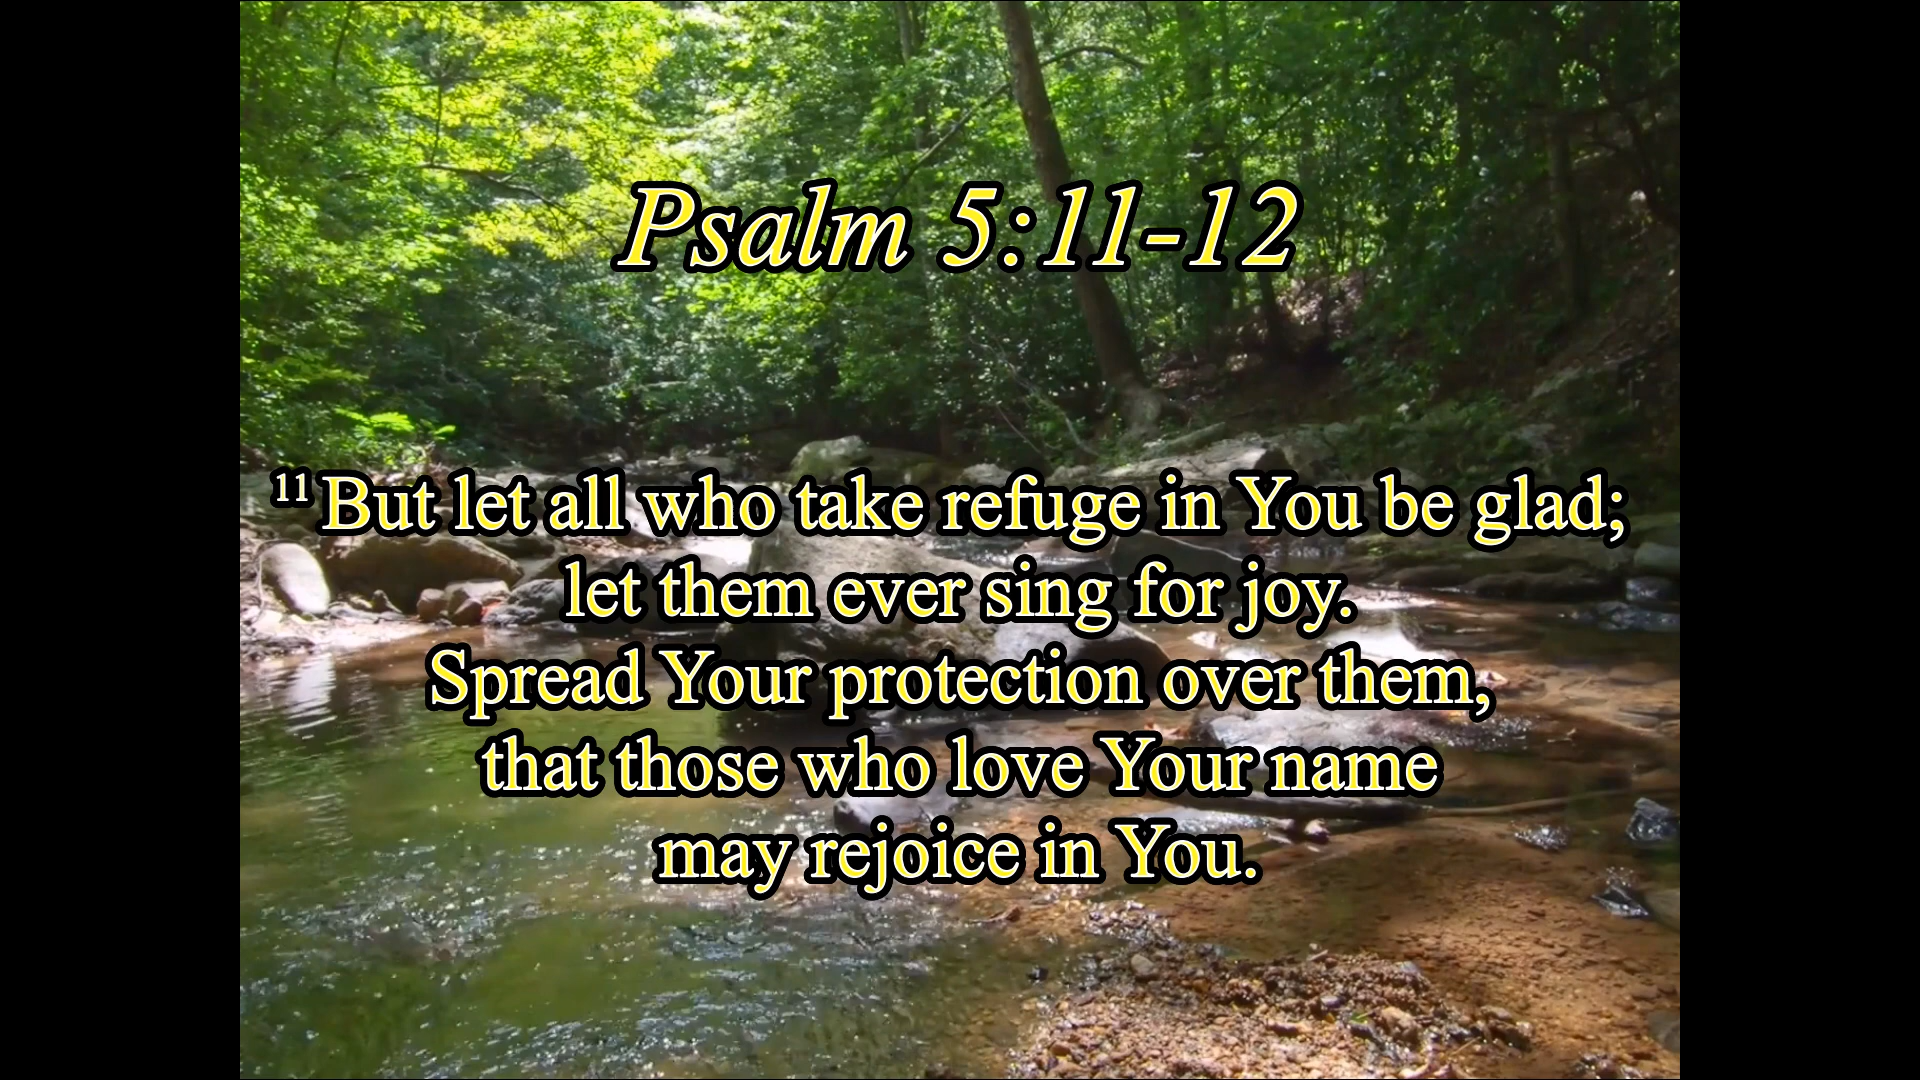 Psalm 5:11-12
11 But let all who take refuge in You be glad;
let them ever sing for joy.
Spread Your protection over them,
that those who love Your name
may rejoice in You.